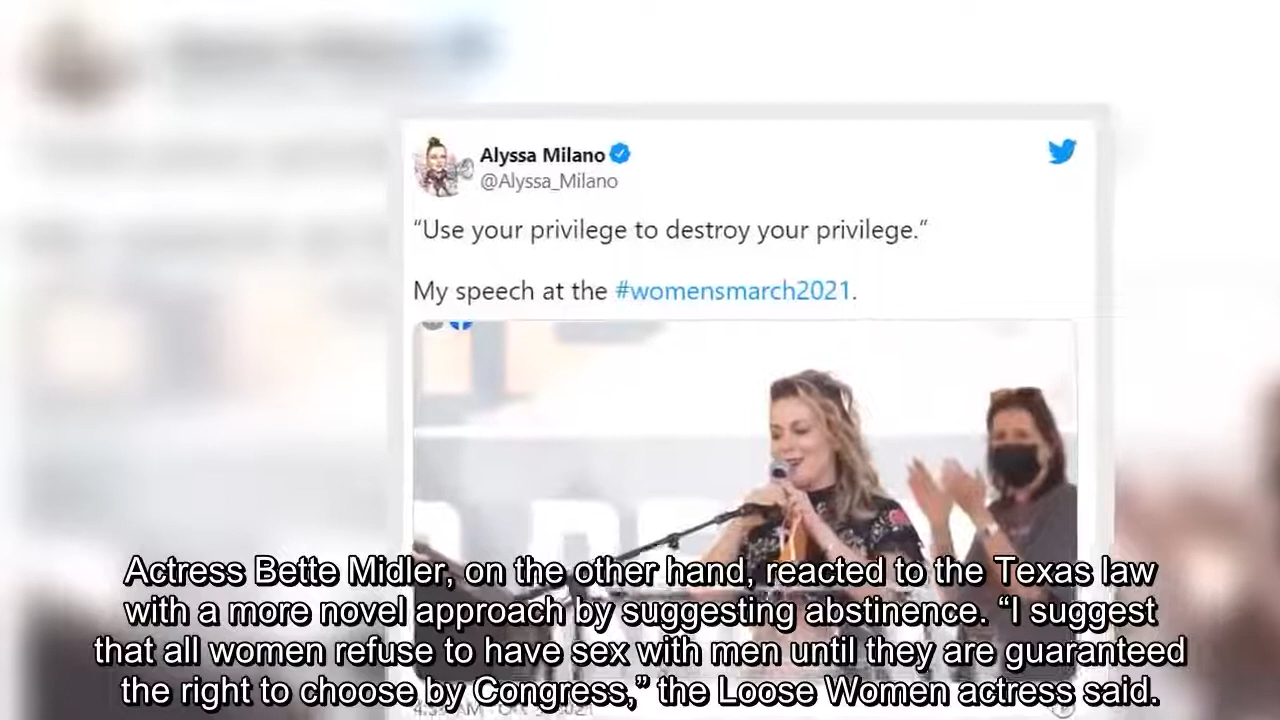 Alyssa Milano
@Alyssa_Milano
“Use your privilege to destroy your privilege.”
My speech at the #womensmarch2021.
Actress Bette Midler, on the other hand, reacted to the Texas law
with a more novel approach by suggesting abstinence. “I suggest
that all women refuse to have sex with men until they are guaranteed
the right to choose by Congress,” the Loose Women actress said.